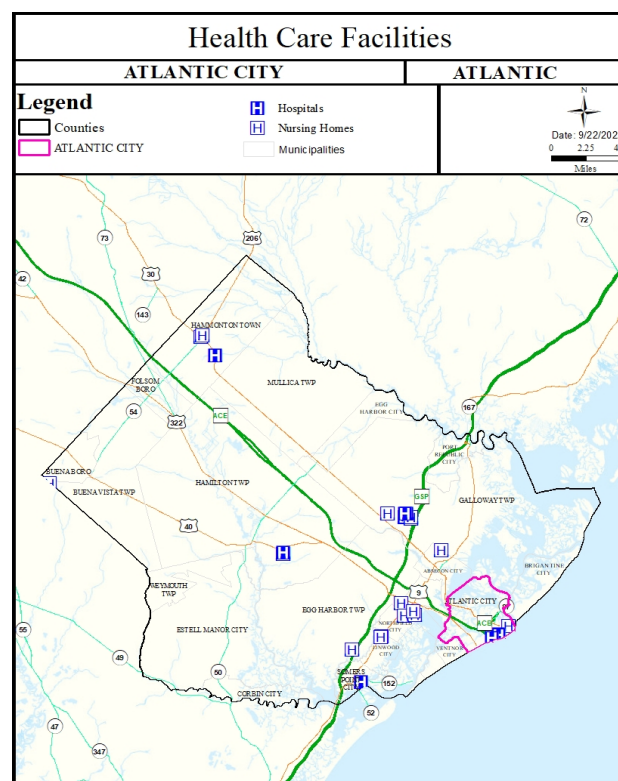 Health Care Facilities
ATLANTIC CITY
ATLANTIC
Legend
Counties
ATLANTIC CITY
Hospitals
Nursing Homes
Municipalities
N
Date: 9/22/202
0 2.25 4
Miles
72
206
73
42
30
143
HAMMONTON TOWN
FOLSOM
BORO
MULLICA TWP
54
322
ACE
EGG
HARBOR CITY
167
PORT
REPUBLIC
CITY
BUENA BORO
BUENA VISTA TWP
HAMILTON TWP
GSP
GALLOWAY TWP
40
ABSECON CITY
BRIGANTINE
CITY
WEYMOUTH
TWP
9
ATLANTIC CITY
EGG HARBOR TWP
ESTELL MANOR CITY
NORTHFIELD
CITY
ACE
55
LINWOOD
CITY
VENTNOR
CITY
49
50
SOMERS
POINT
CITY
152
CORBIN CITY
52
47
347